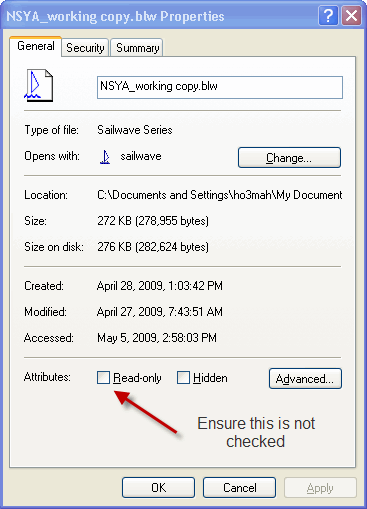 NSYA_working copy.blw Properties
General Security Summary
NSYA_working copy.blw
Type of file: Sailwave Series
Opens with: sailwave Change...
Location: C:\Documents and Settings\ho3mah\My Document
Size: 272 KB (278,955 bytes)
Size on disk: 276 KB (282,624 bytes)
Created: April 28, 2009, 1:03:42 PM
Modified: April 27, 2009, 7:43:51 AM
Accessed: May 5, 2009, 2:58:03 PM
Attributes: Read-only Hidden Advanced...
Ensure this is not
checked
OK Cancel Apply